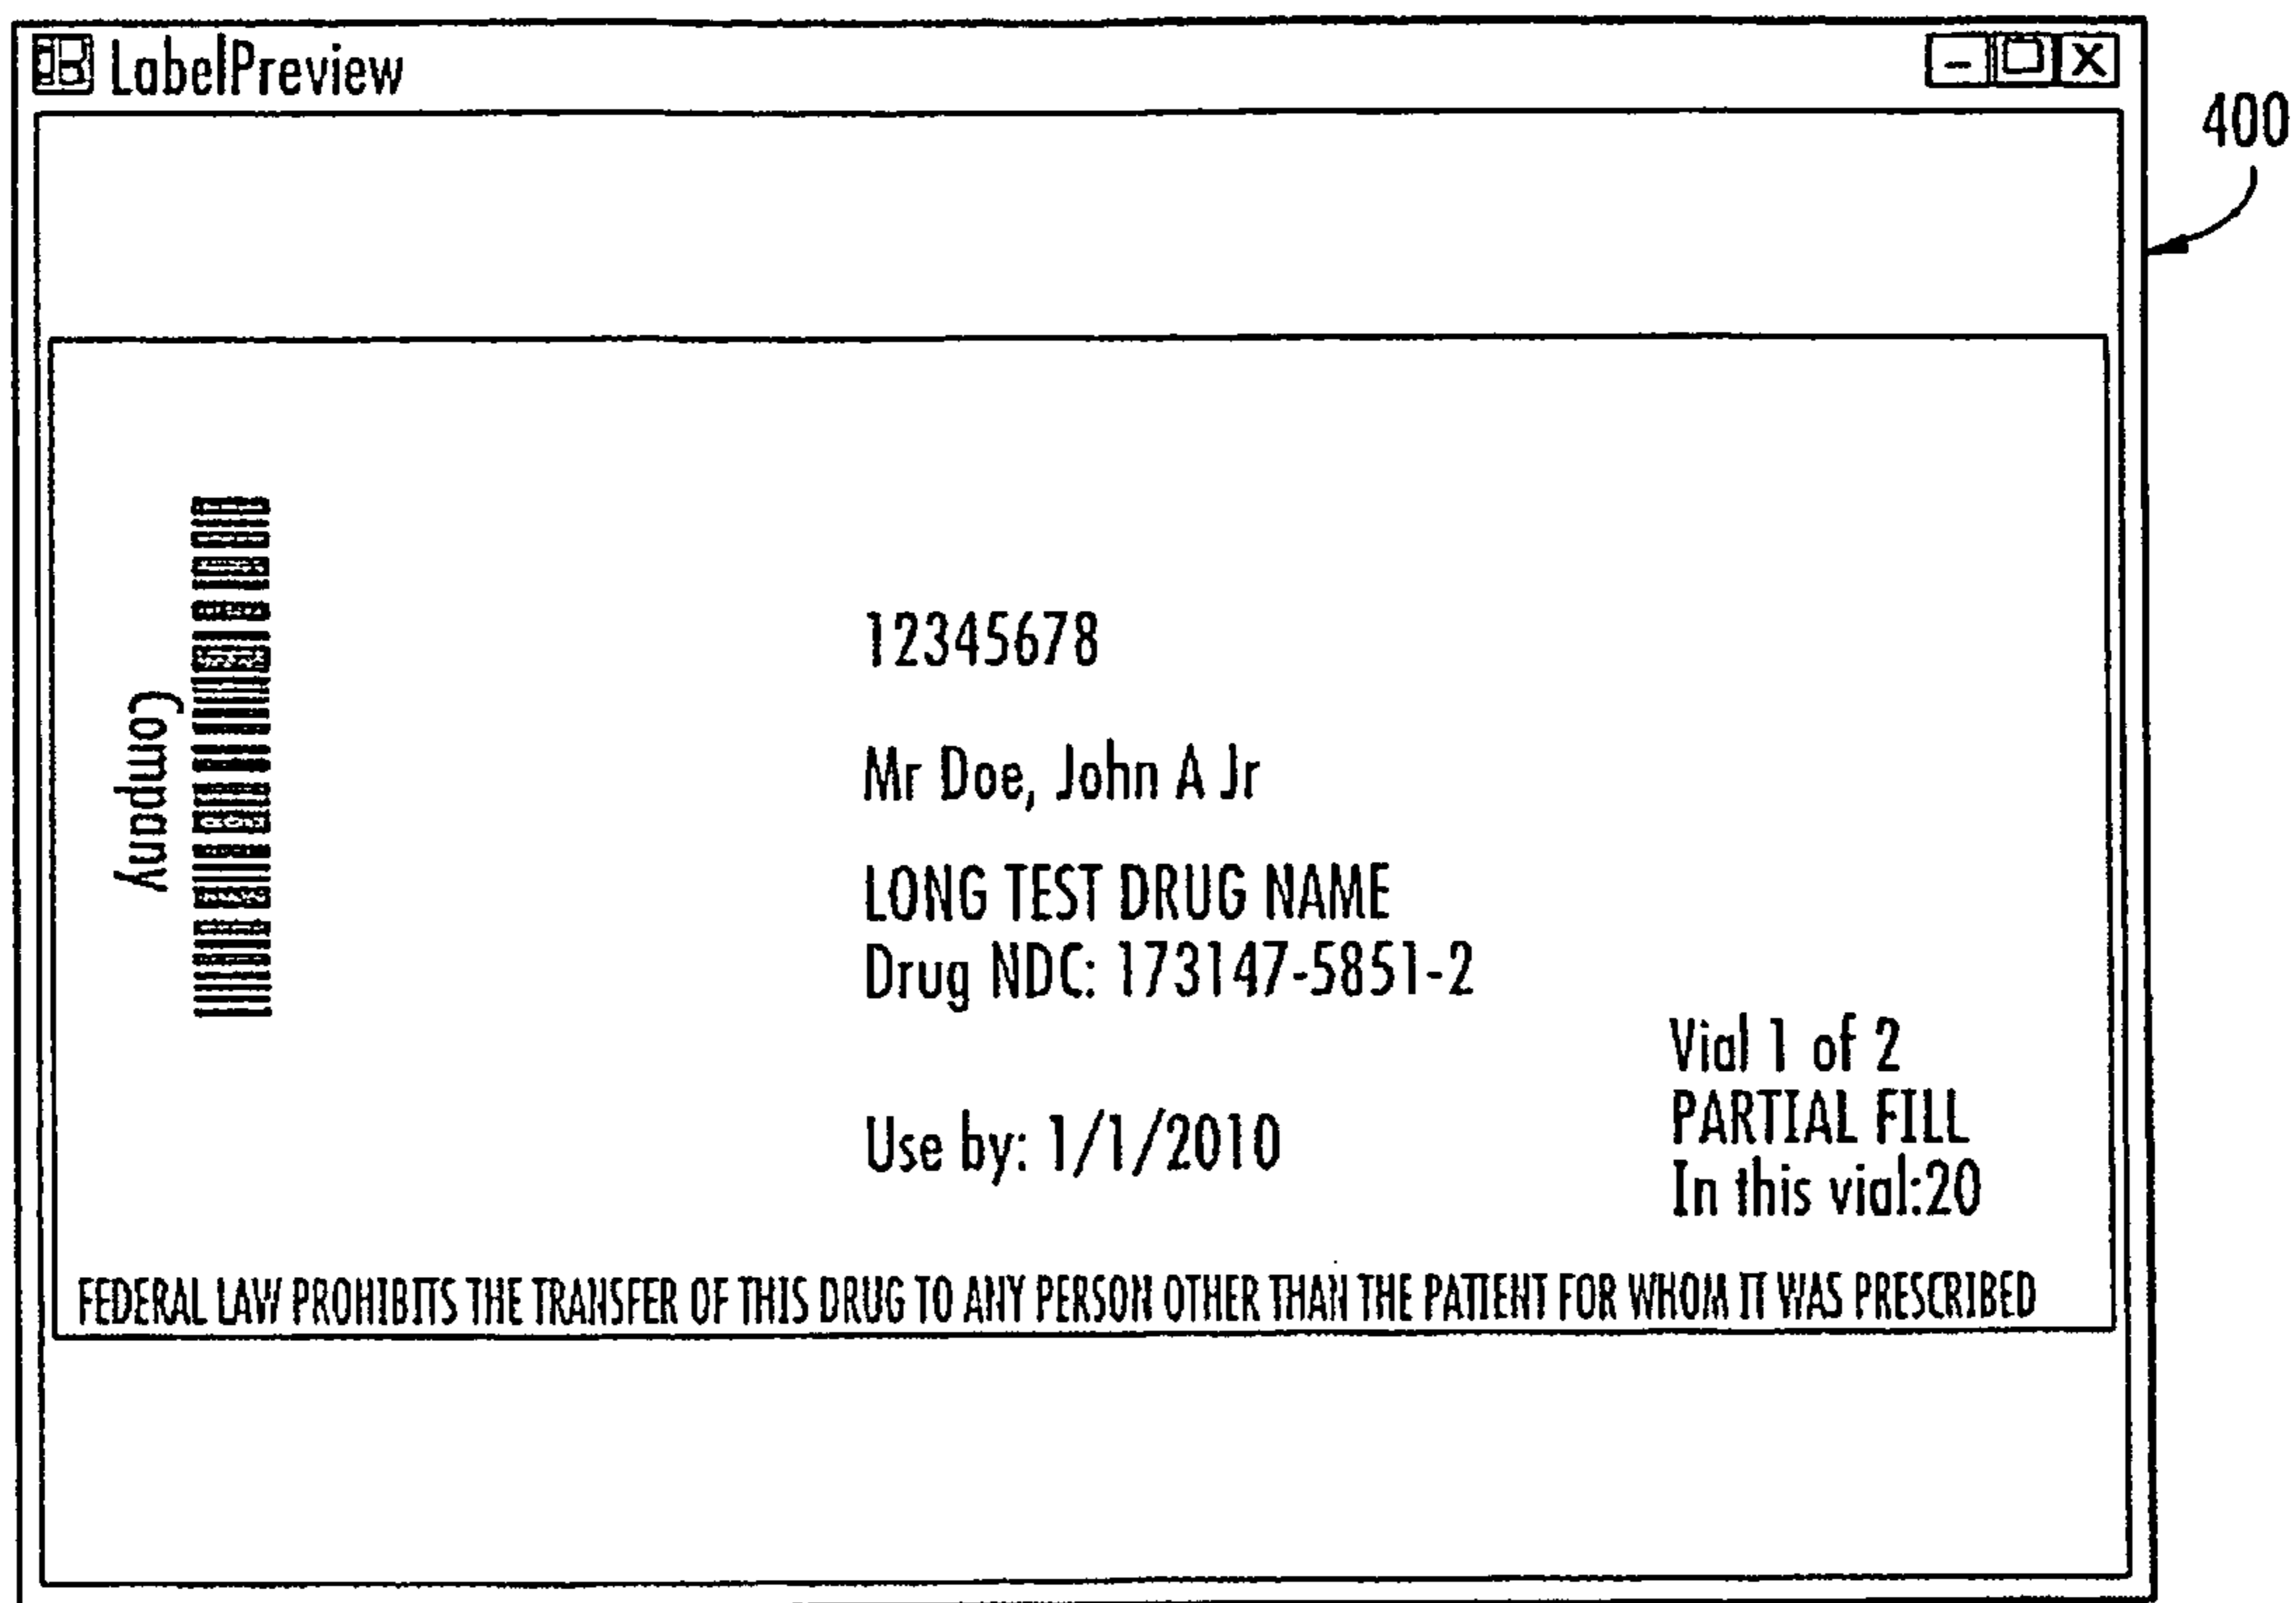 LabelPreview
400
Company
12345678
Mr Doe, John A Jr
LONG TEST DRUG NAME
Drug NDC: 173147-5851-2
Use by: 1/1/2010
Vial 1 of 2
PARTIAL FILL
In this vial:20
FEDERAL LAW PROHIBITS THE TRANSFER OF THIS DRUG TO ANY PERSON OTHER THAN THE PATIENT FOR WHOM IT WAS PRESCRIBED